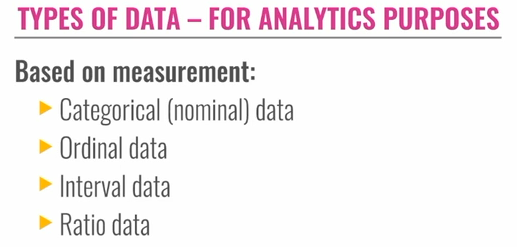 TYPES OF DATA – FOR ANALYTICS PURPOSES
Based on measurement:
Categorical (nominal) data
Ordinal data
Interval data
Ratio data